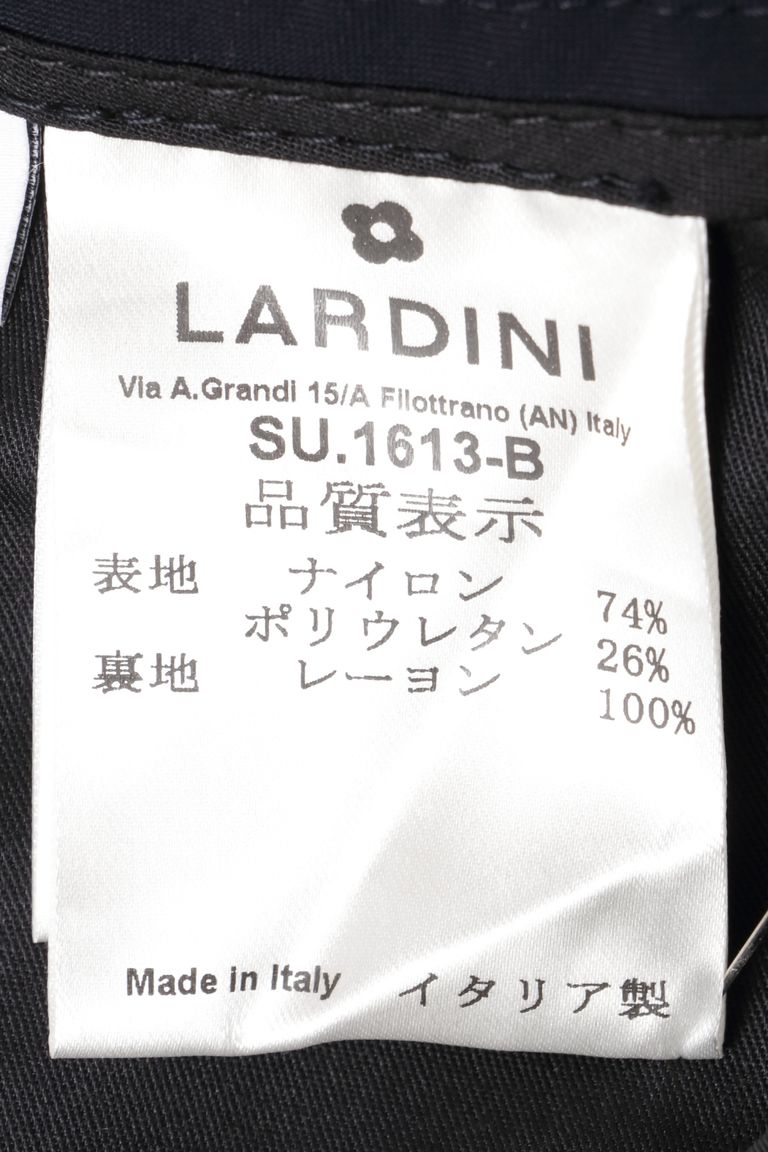 LARDINI
Via A.Grandi 15/A Filottrano (AN) Italy
SU.1613-B
品質表示
表地 ナイロン 74%
ポリウレタン 26%
裏地 レーヨン 100%
Made in Italy イタリア製